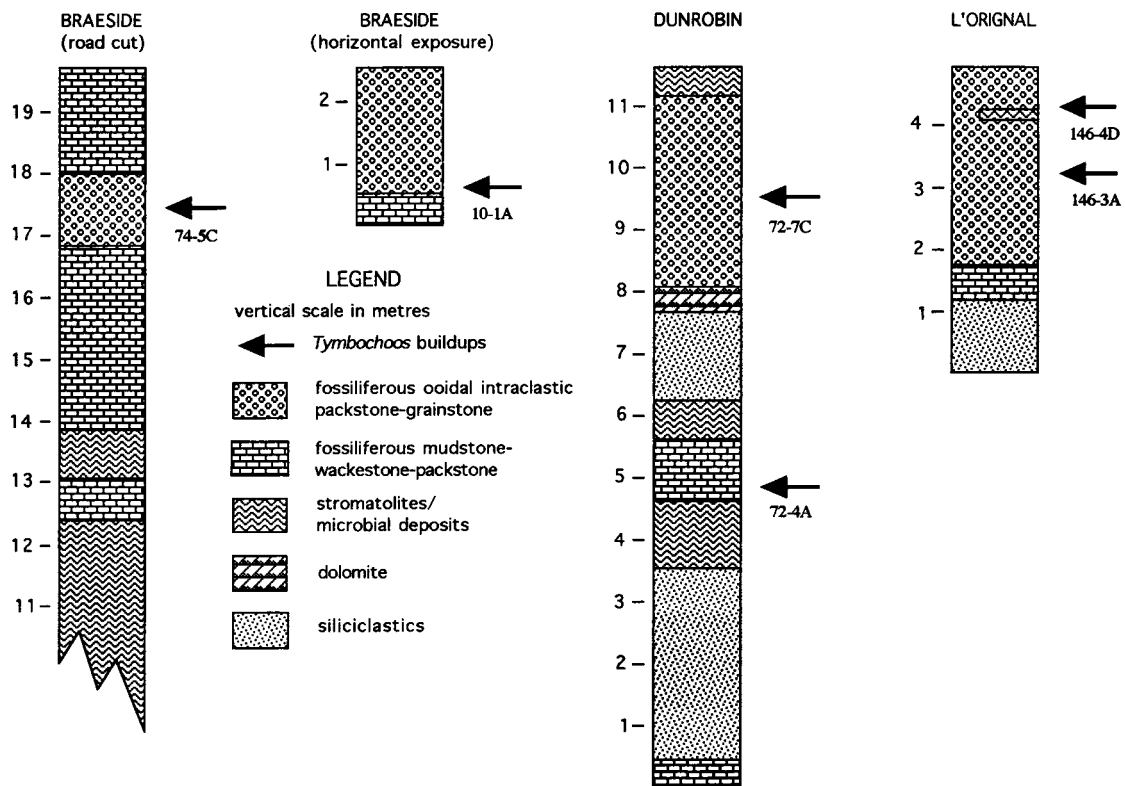 BRAESIDE
(road cut)
19
18
17
16
15
14
13
12
11
74-5C
BRAESIDE
(horizontal exposure)
2
1
10-1A
LEGEND
vertical scale in metres
Tymbochoos buildups
fossiliferous ooidal intraclastic
packstone-grainstone
fossiliferous mudstone-
wackestone-packstone
stromatolites/
microbial deposits
dolomite
siliciclastics
DUNROBIN
11
10
9
8
7
6
5
4
3
2
1
72-7C
72-4A
L'ORIGNAL
4
3
2
1
146-4D
146-3A